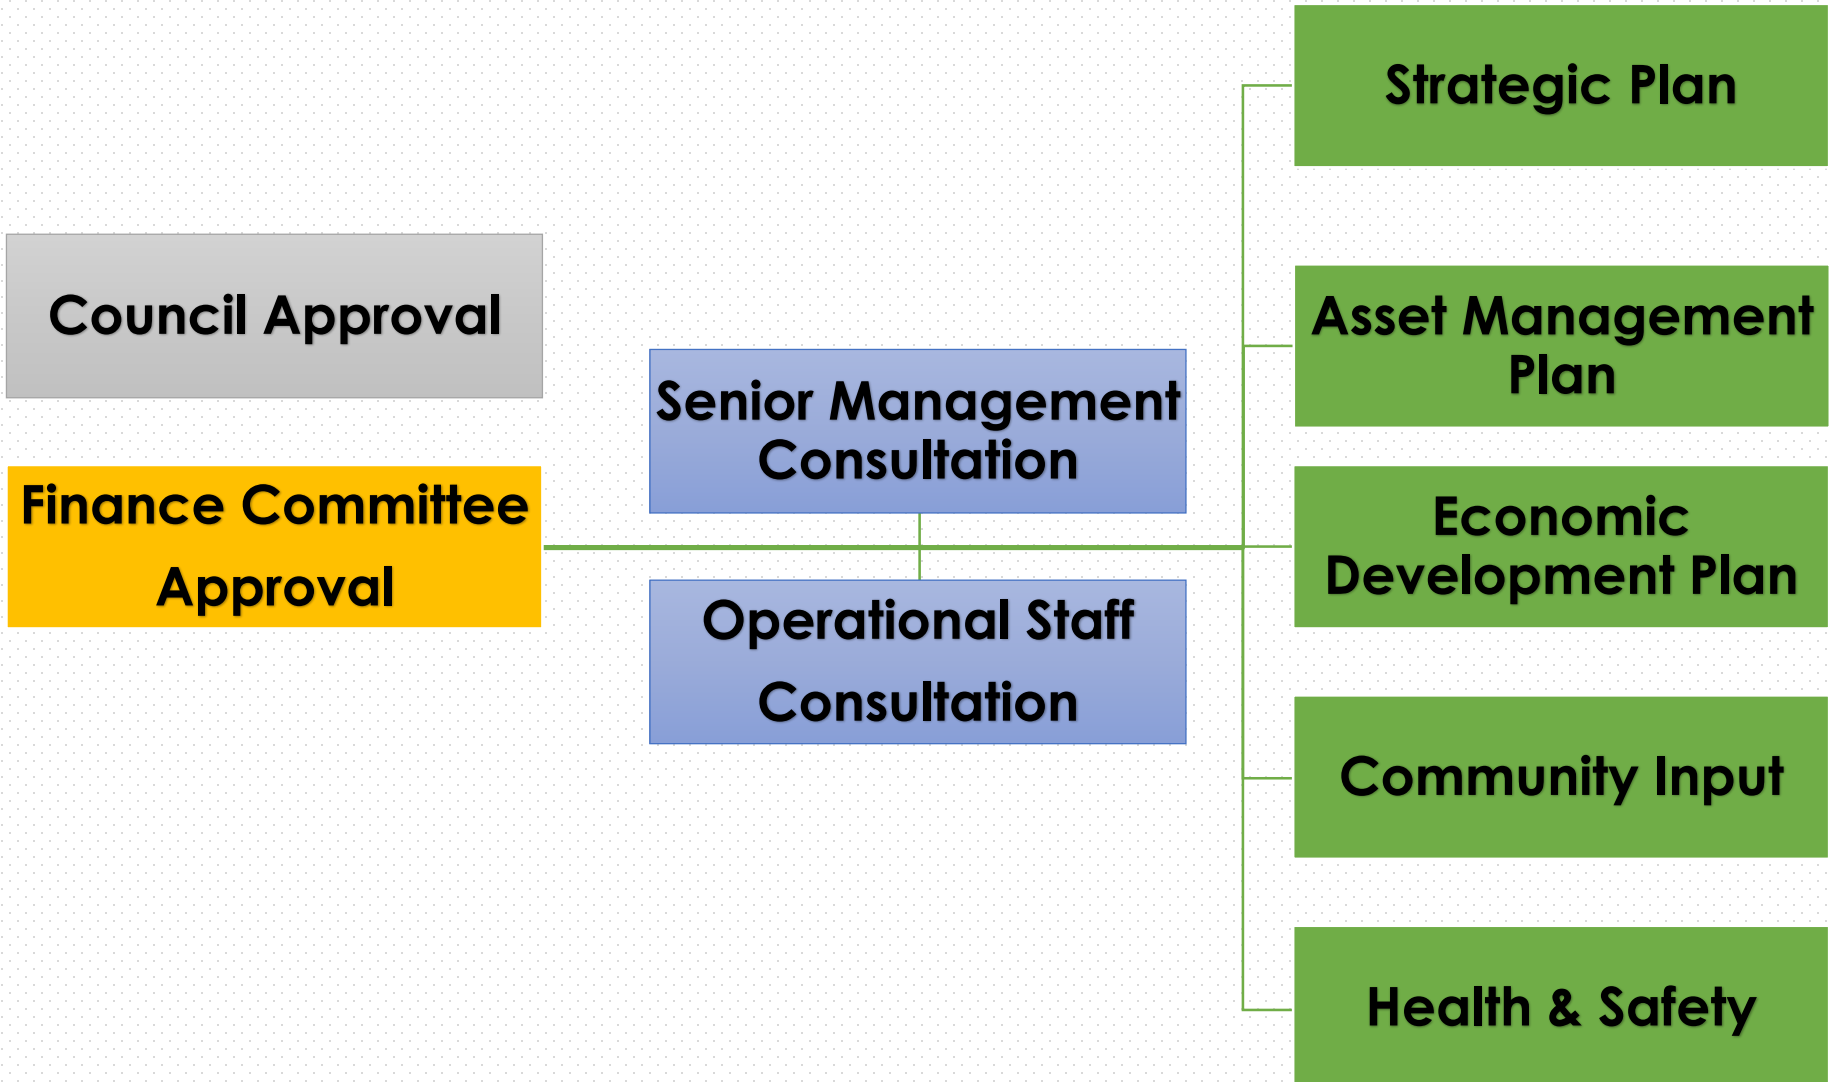 Council Approval
Finance Committee
Approval
Senior Management
Consultation
Operational Staff
Consultation
Strategic Plan
Asset Management
Plan
Economic
Development Plan
Community Input
Health & Safety